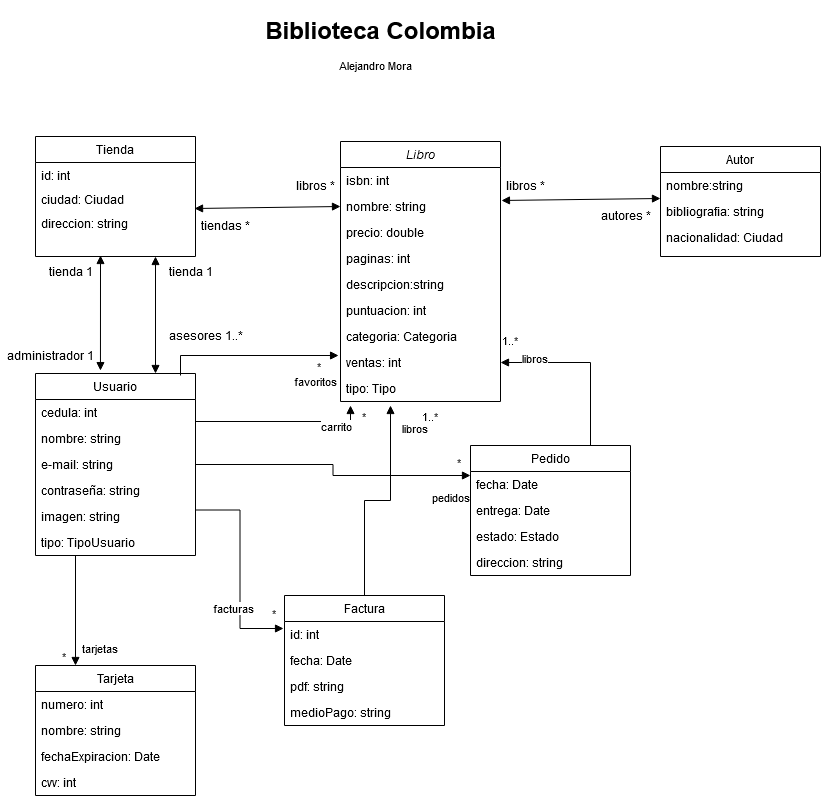 Biblioteca Colombia
Alejandro Mora
Tienda
id: int
ciudad: Ciudad
direccion: string
libros *
tiendas *
Libro
isbn: int
nombre: string
precio: double
paginas: int
descripcion:string
puntuacion: int
categoria: Categoria
ventas: int
tipo: Tipo
libros *
autores *
Autor
nombre:string
bibliografia: string
nacionalidad: Ciudad
tienda 1
tienda 1
administrador 1
asesores 1..*
*
favoritos
1..*
libros
Usuario
cedula: int
nombre: string
e-mail: string
contraseña: string
imagen: string
tipo: TipoUsuario
carrito
*
1..*
libros
*
pedidos
Pedido
fecha: Date
entrega: Date
estado: Estado
direccion: string
facturas
*
Factura
id: int
fecha: Date
pdf: string
medioPago: string
tarjetas
*
Tarjeta
numero: int
nombre: string
fechaExpiracion: Date
cvv: int